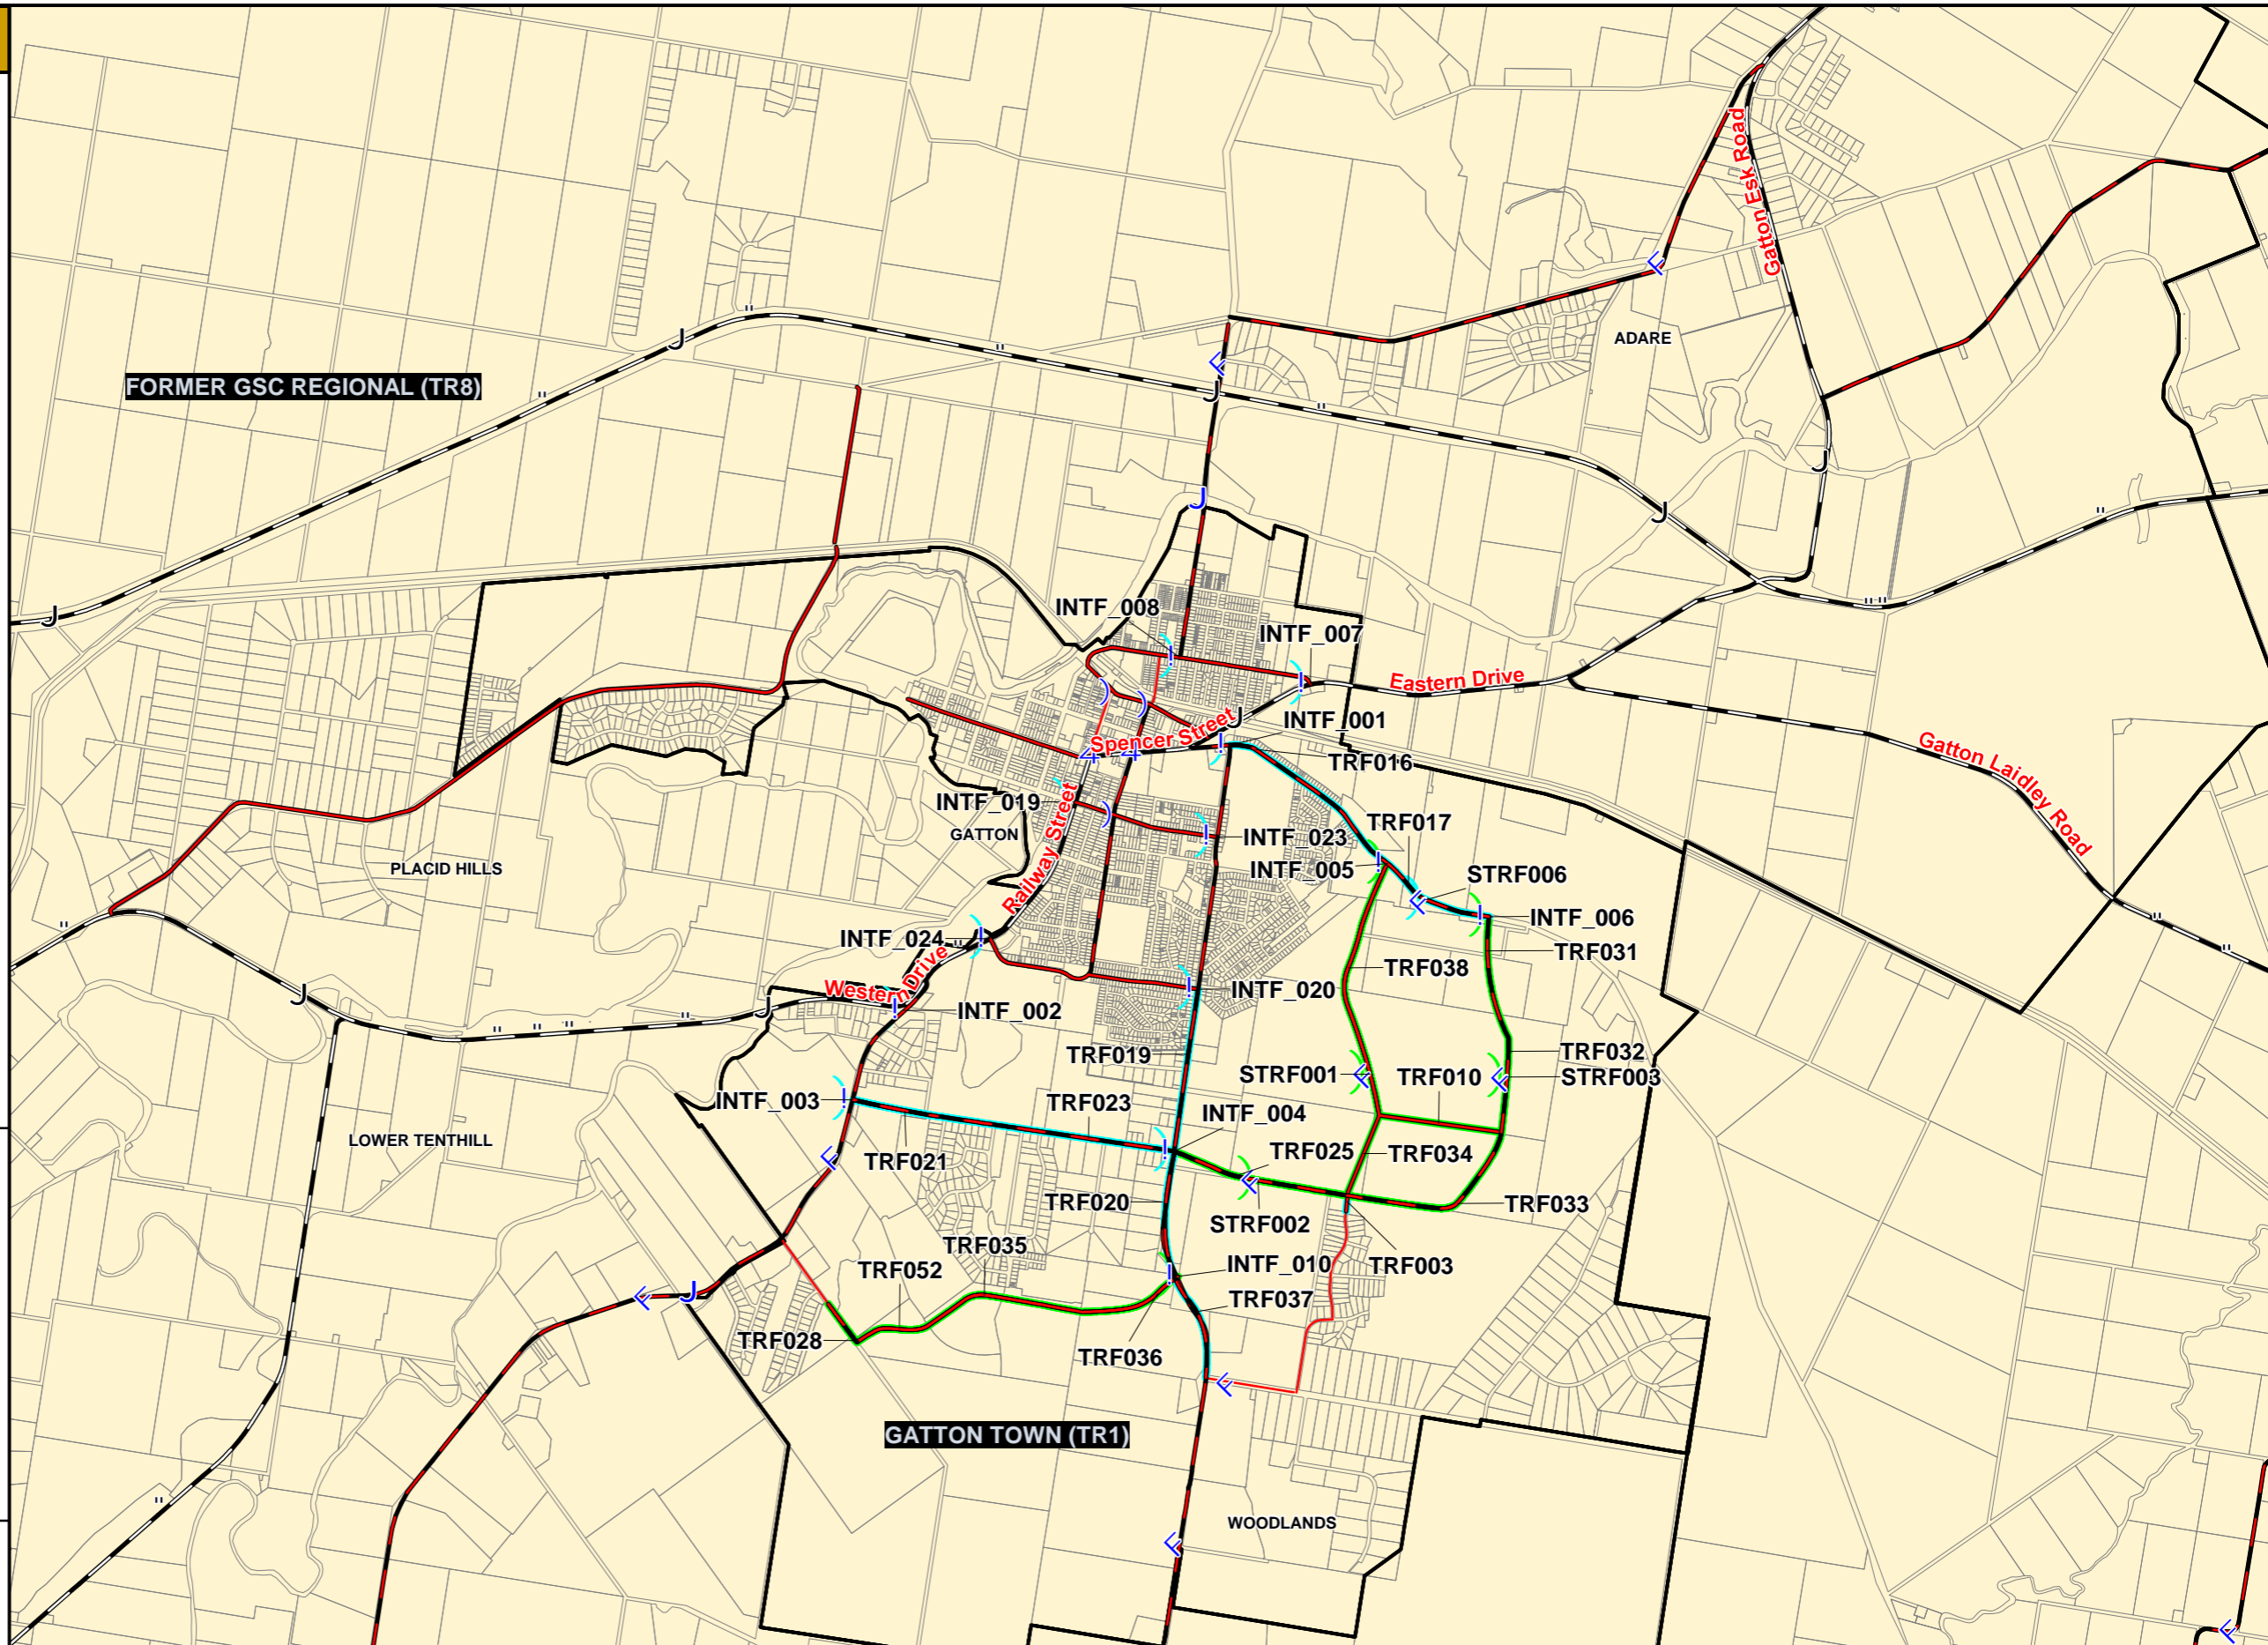 Gatton Esk Road
ADARE
FORMER GSC REGIONAL (TR8)
INTF_008
INTF_007
Eastern Drive
INTF_001
Spencer Street
TRF016
Gatton Laidley Road
INTF_019
GATTON
Railway Street
TRF017
INTF_023
INTF_005
PLACID HILLS
STRF006
INTF_006
INTF_024
TRF031
Western Drive
TRF038
INTF_020
INTF_002
TRF019
TRF032
STRF001
TRF010
STRF003
INTF_003
TRF023
INTF_004
LOWER TENTHILL
TRF021
TRF025
TRF034
TRF020
STRF002
TRF033
TRF035
TRF052
INTF_010
TRF003
TRF037
TRF028
TRF036
GATTON TOWN (TR1)
WOODLANDS